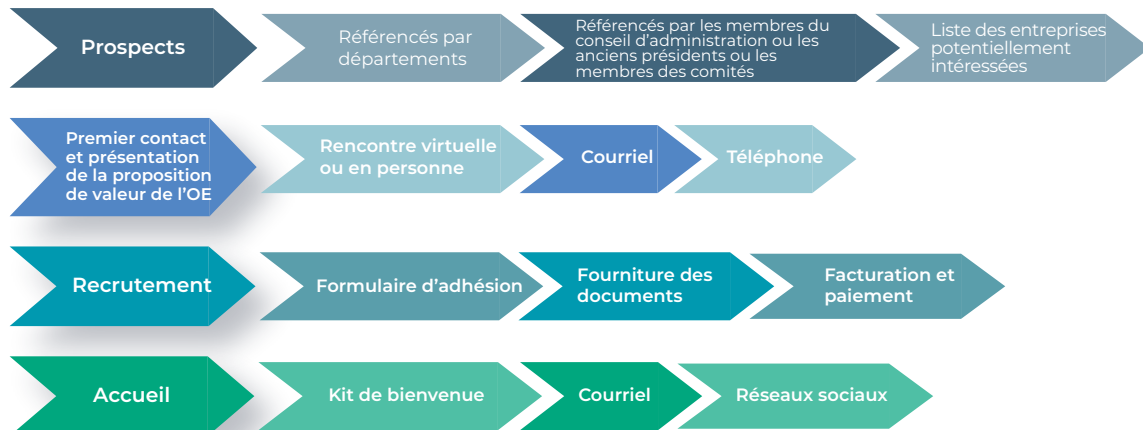 Prospects
Référencés par
départements
Référencés par les membres du
conseil d'administration ou les
anciens présidents ou les
membres des comités
Liste des entreprises
potentiellement
intéressées
Premier contact
et présentation
de la proposition
de valeur de l'OE
Rencontre virtuelle
ou en personne
Courriel
Téléphone
Recrutement
Formulaire d'adhésion
Fourniture des
documents
Facturation et
paiement
Accueil
Kit de bienvenue
Courriel
Réseaux sociaux